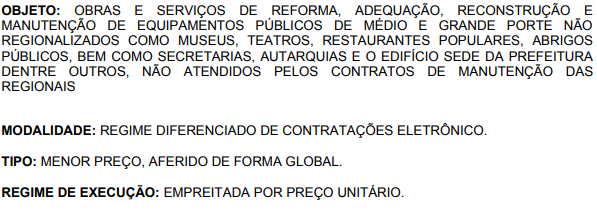 OBJETO: OBRAS E SERVIÇOS DE REFORMA, ADEQUAÇÃO, RECONSTRUÇÃO E
MANUTENÇÃO DE EQUIPAMENTOS PÚBLICOS DE MÉDIO E GRANDE PORTE NÃO
REGIONALIZADOS COMO MUSEUS, TEATROS, RESTAURANTES POPULARES, ABRIGOS
PÚBLICOS, BEM COMO SECRETARIAS, AUTARQUIAS E O EDIFÍCIO SEDE DA PREFEITURA
DENTRE OUTROS, NÃO ATENDIDOS PELOS CONTRATOS DE MANUTENÇÃO DAS
REGIONAIS
MODALIDADE: REGIME DIFERENCIADO DE CONTRATAÇÕES ELETRÔNICO.
TIPO: MENOR PREÇO, AFERIDO DE FORMA GLOBAL.
REGIME DE EXECUÇÃO: EMPREITADA POR PREÇO UNITÁRIO.